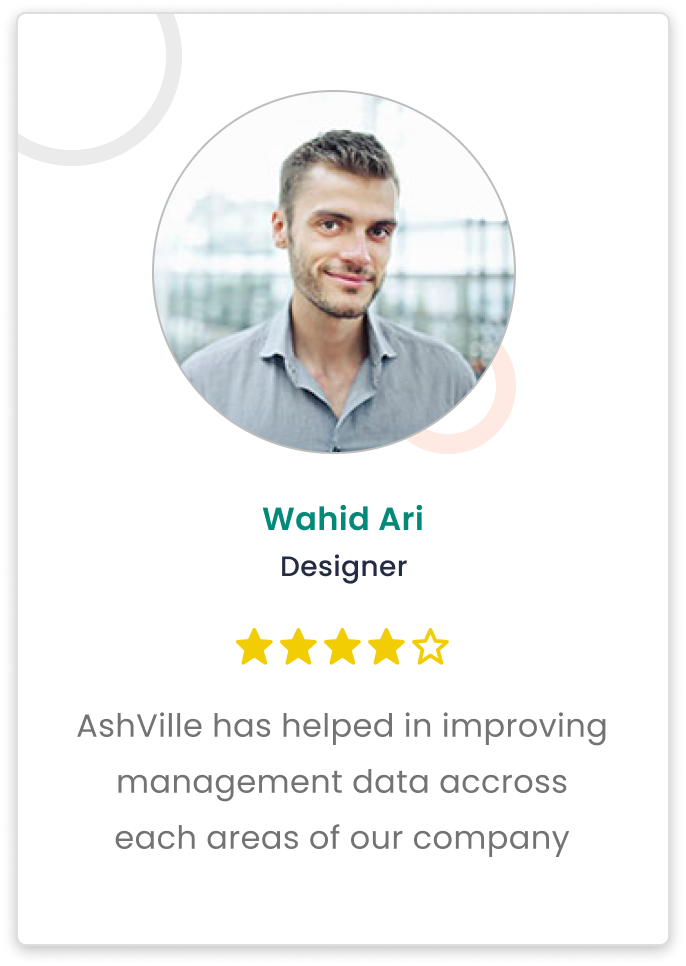 Wahid Ari
Designer
AshVille has helped in improving
management data accross
each areas of our company